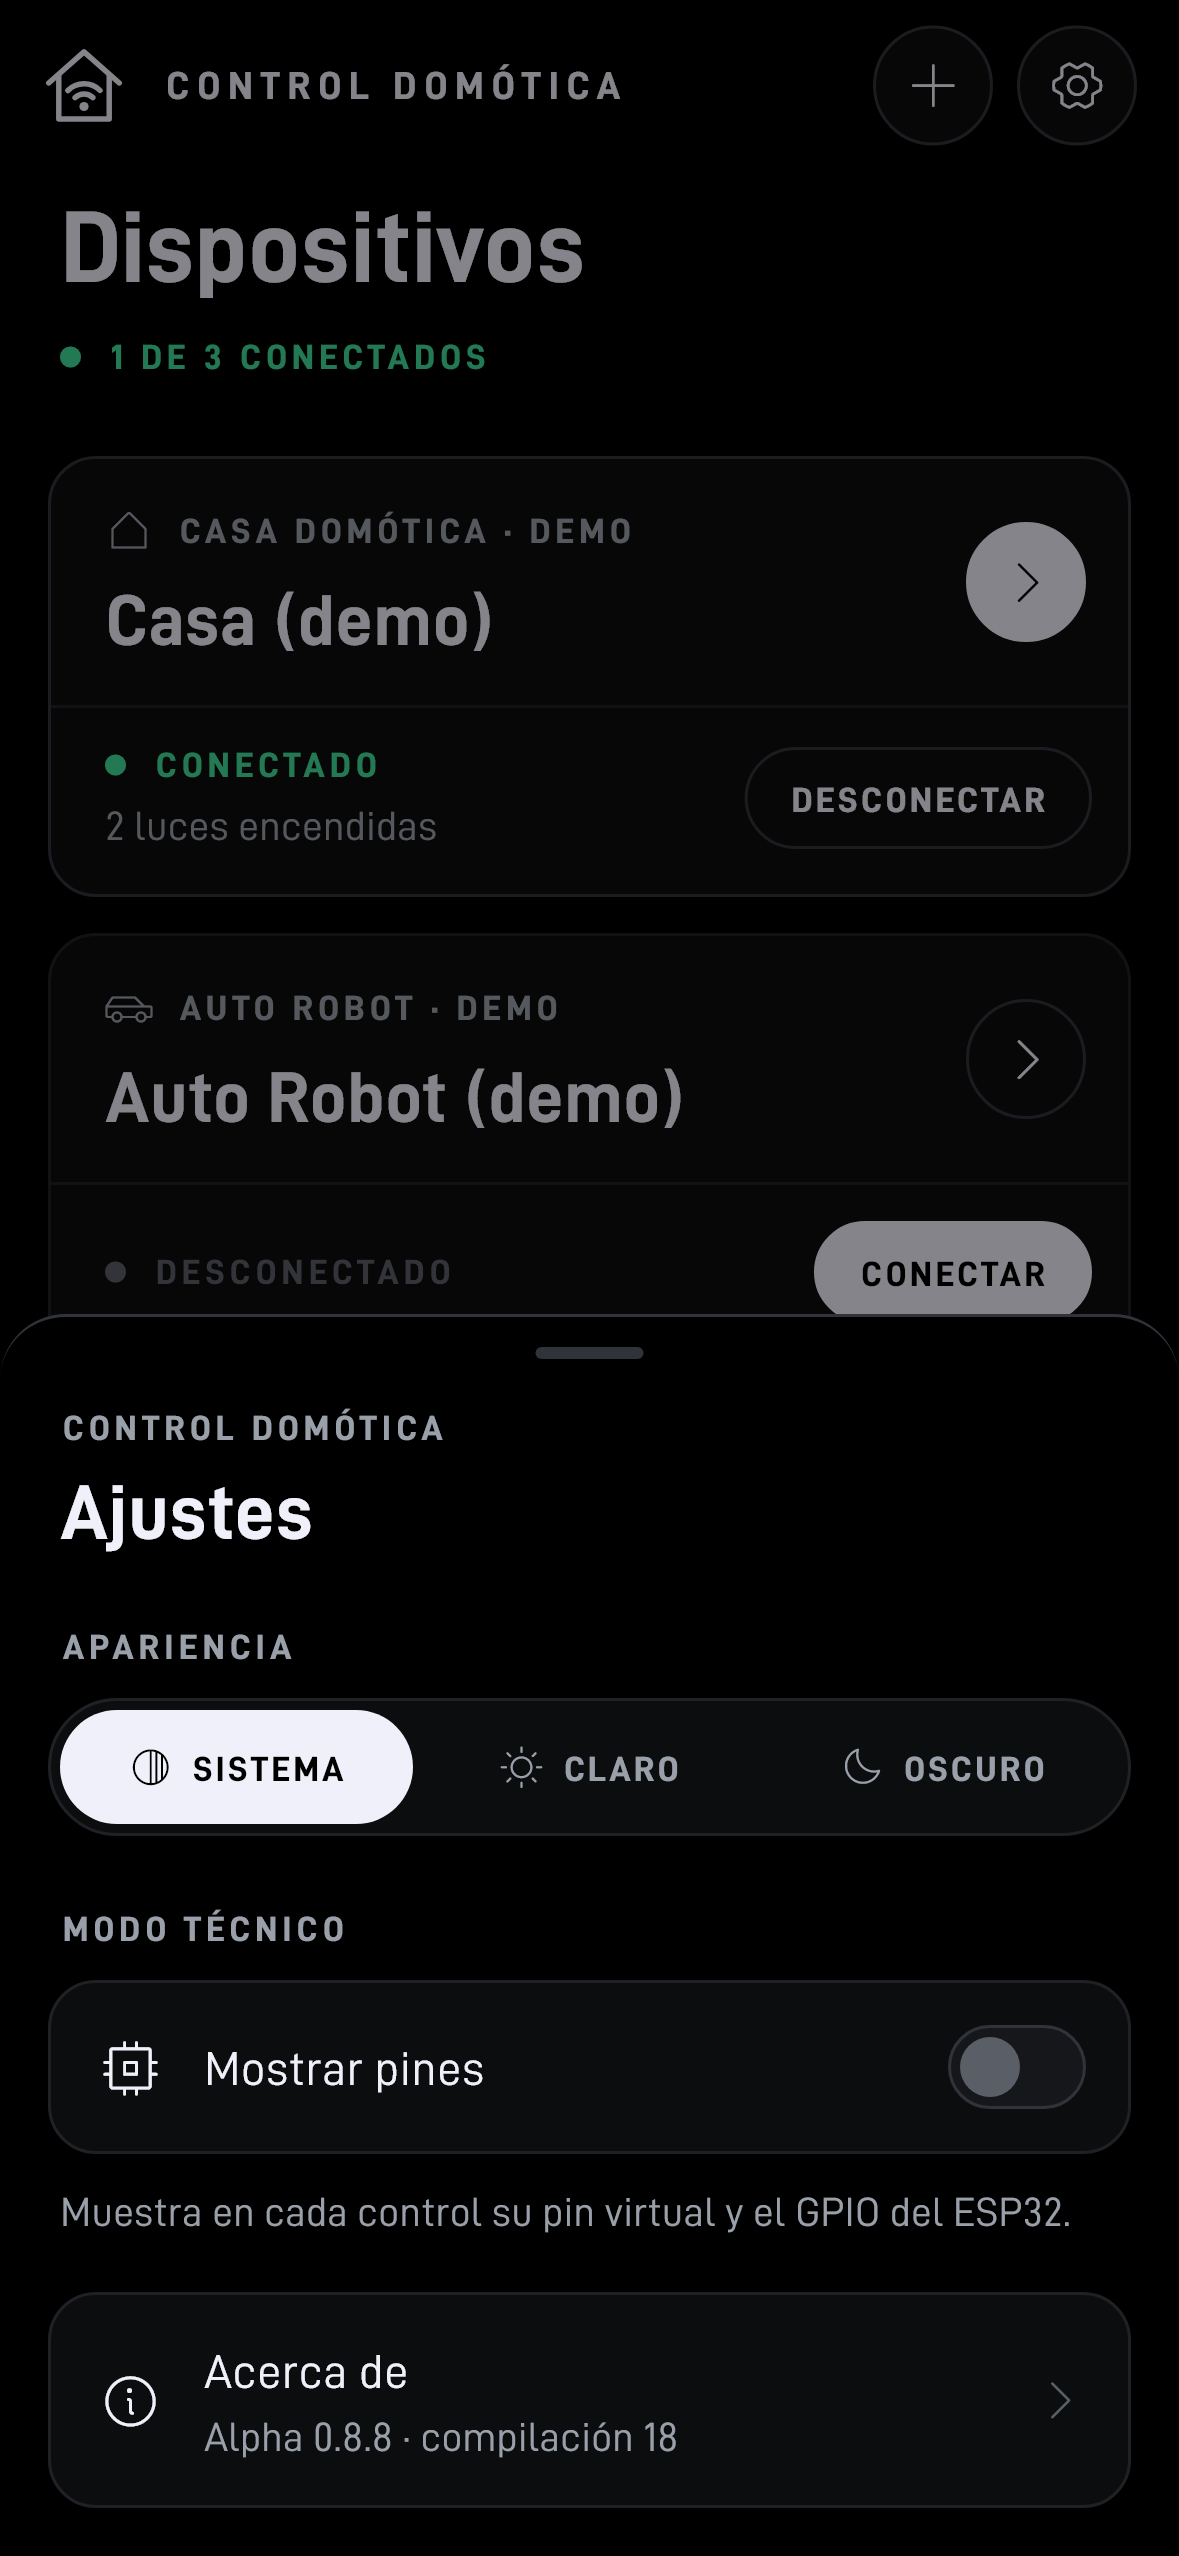 CONTROL DOMÓTICA
Dispositivos
1 DE 3 CONECTADOS
CASA DOMÓTICA · DEMO
Casa (demo)
CONECTADO
2 luces encendidas
DESCONECTAR
AUTO ROBOT · DEMO
Auto Robot (demo)
DESCONECTADO
CONECTAR
CONTROL DOMÓTICA
Ajustes
APARIENCIA
SISTEMA
CLARO
OSCURO
MODO TÉCNICO
Mostrar pines
Muestra en cada control su pin virtual y el GPIO del ESP32.
Acerca de
Alpha 0.8.8 · compilación 18